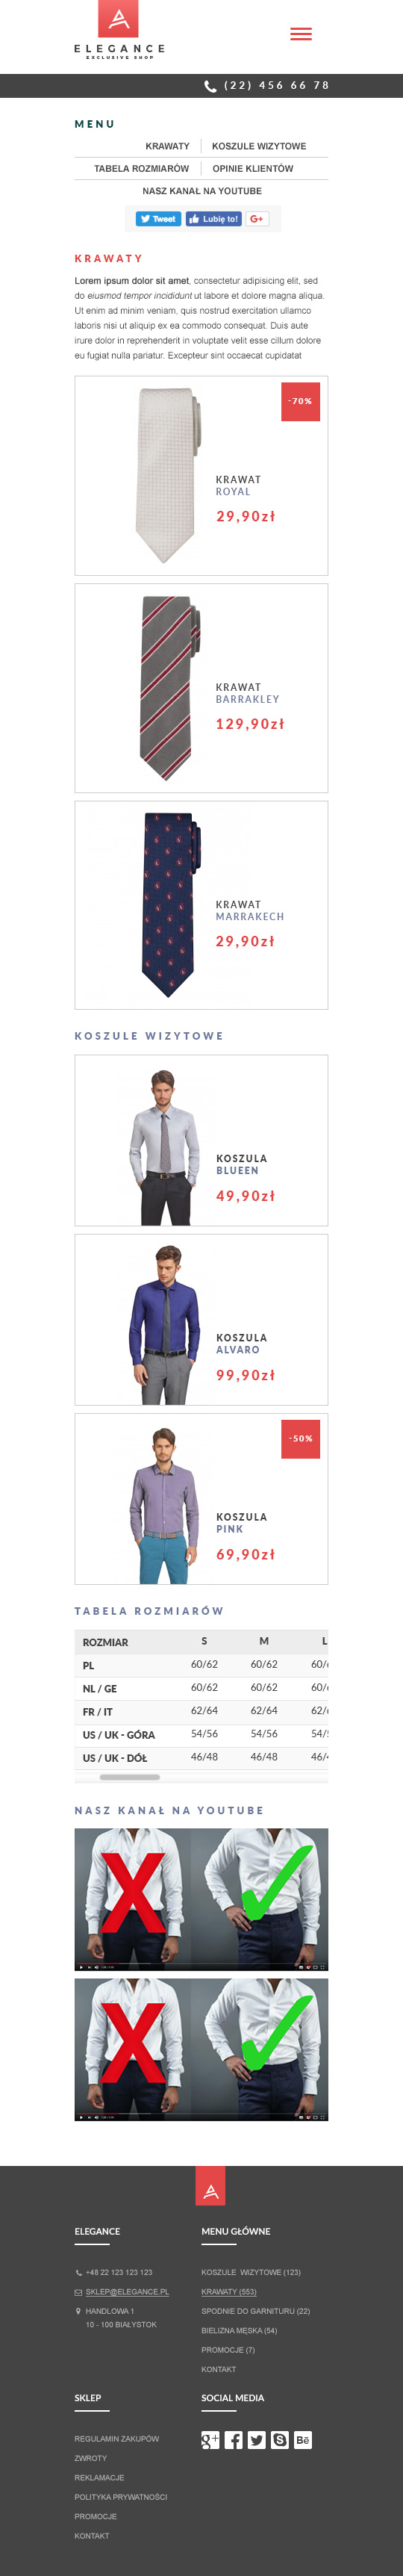 ELEGANCE
EXCLUSIVE SHOP
(22) 456 66 78
MENU
KRAWATY KOSZULE WIZYTOWE
TABELA ROZMIARÓW OPINIE KLIENTÓW
NASZ KANAŁ NA YOUTUBE
Tweet Lubię to! G+
KRAWATY
Lorem ipsum dolor sit amet, consectetur adipisicing elit, sed
do eiusmod tempor incididunt ut labore et dolore magna aliqua.
Ut enim ad minim veniam, quis nostrud exercitation ullamco
laboris nisi ut aliquip ex ea commodo consequat. Duis aute
irure dolor in reprehenderit in voluptate velit esse cillum dolore
eu fugiat nulla pariatur. Excepteur sint occaecat cupidatat
-70%
KRAWAT
ROYAL
29,90zł
KRAWAT
BARRAKLEY
129,90zł
KRAWAT
MARRAKECH
29,90zł
KOSZULE WIZYTOWE
KOSZULA
BLUEEN
49,90zł
KOSZULA
ALVARO
99,90zł
-50%
KOSZULA
PINK
69,90zł
TABELA ROZMIARÓW
ROZMIAR S M L
PL 60/62 60/62 60/
NL / GE 60/62 60/62 60/
FR / IT 62/64 62/64 62/
US / UK - GÓRA 54/56 54/56 54/
US / UK - DÓŁ 46/48 46/48 46/
NASZ KANAŁ NA YOUTUBE
ELEGANCE
+48 22 123 123 123
SKLEP@ELEGANCE.PL
HANDLOWA 1
10 - 100 BIAŁYSTOK
MENU GŁÓWNE
KOSZULE WIZYTOWE (123)
KRAWATY (553)
SPODNIE DO GARNITURU (22)
BIELIZNA MĘSKA (54)
PROMOCJE (7)
KONTAKT
SKLEP
REGULAMIN ZAKUPÓW
ZWROTY
REKLAMACJE
POLITYKA PRYWATNOŚCI
PROMOCJE
KONTAKT
SOCIAL MEDIA
g+ f S Bē